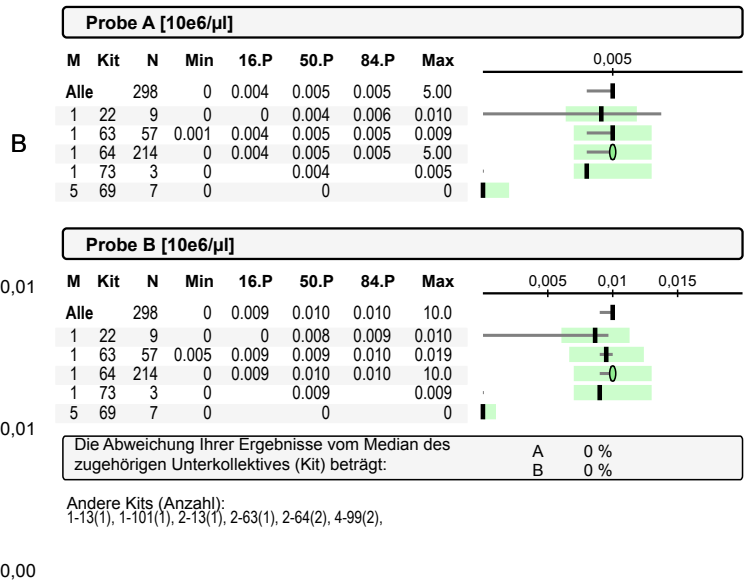 Probe A [10e6/µl]
M Kit N Min 16.P 50.P 84.P Max 0,005
Alle 298 0 0.004 0.005 0.005 5.00
1 22 9 0 0 0.004 0.006 0.010
1 63 57 0.001 0.004 0.005 0.005 0.009
B
1 64 214 0 0.004 0.005 0.005 5.00
1 73 3 0 0.004 0.005
5 69 7 0 0 0
Probe B [10e6/µl]
0,01
M Kit N Min 16.P 50.P 84.P Max 0,005 0,01 0,015
Alle 298 0 0.009 0.010 0.010 10.0
1 22 9 0 0 0.008 0.009 0.010
1 63 57 0.005 0.009 0.009 0.010 0.019
1 64 214 0 0.009 0.010 0.010 10.0
1 73 3 0 0.009 0.009
5 69 7 0 0 0
0,01
Die Abweichung Ihrer Ergebnisse vom Median des
zugehörigen Unterkollektives (Kit) beträgt:
A 0 %
B 0 %
Andere Kits (Anzahl):
1-13(1), 1-101(1), 2-13(1), 2-63(1), 2-64(2), 4-99(2),
0,00